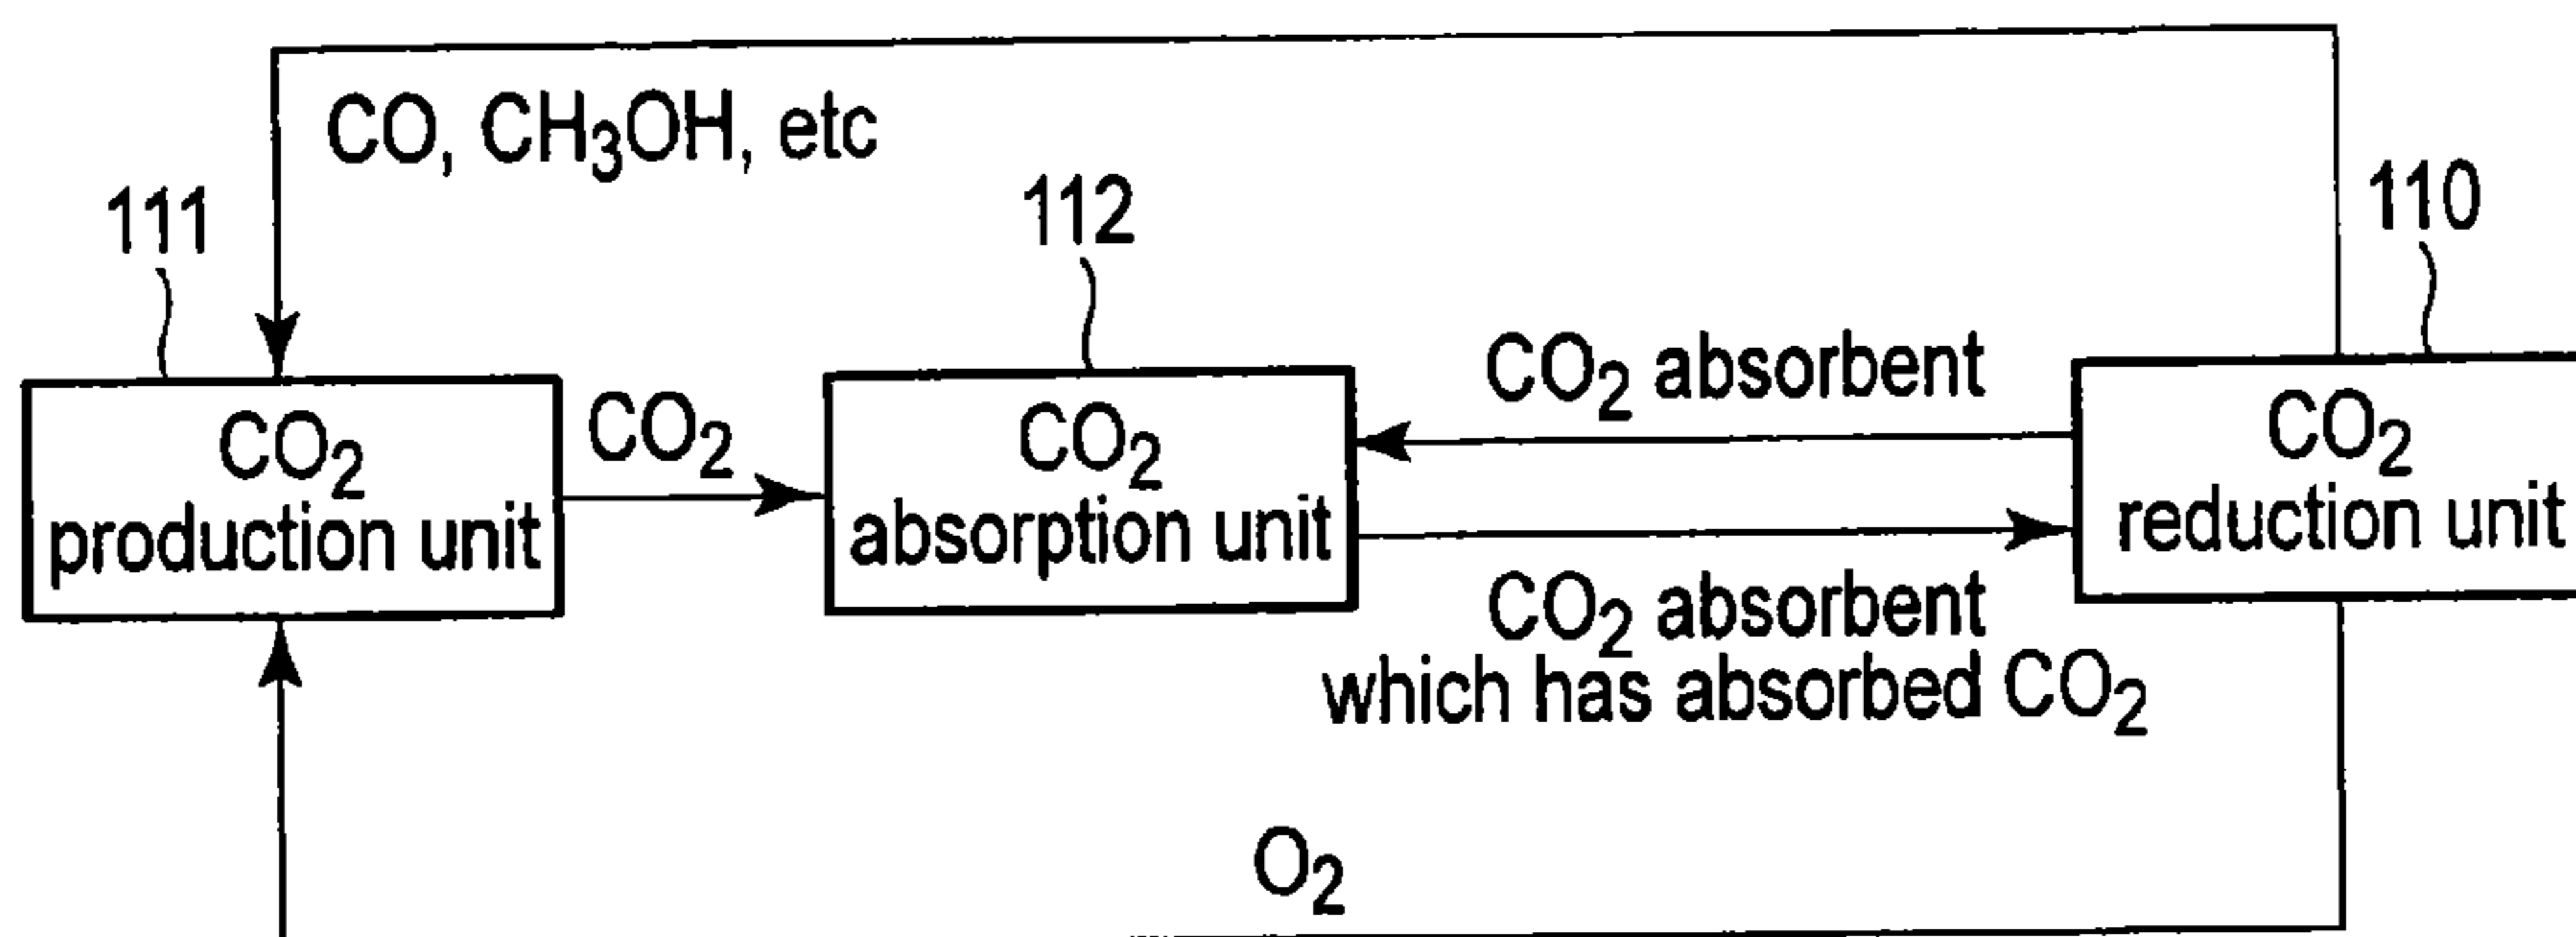 CO, CH₃OH, etc
111
112
110
CO₂ absorbent
CO₂
production unit
CO₂
CO₂
absorption unit
CO₂
reduction unit
CO₂ absorbent
which has absorbed CO₂
O₂